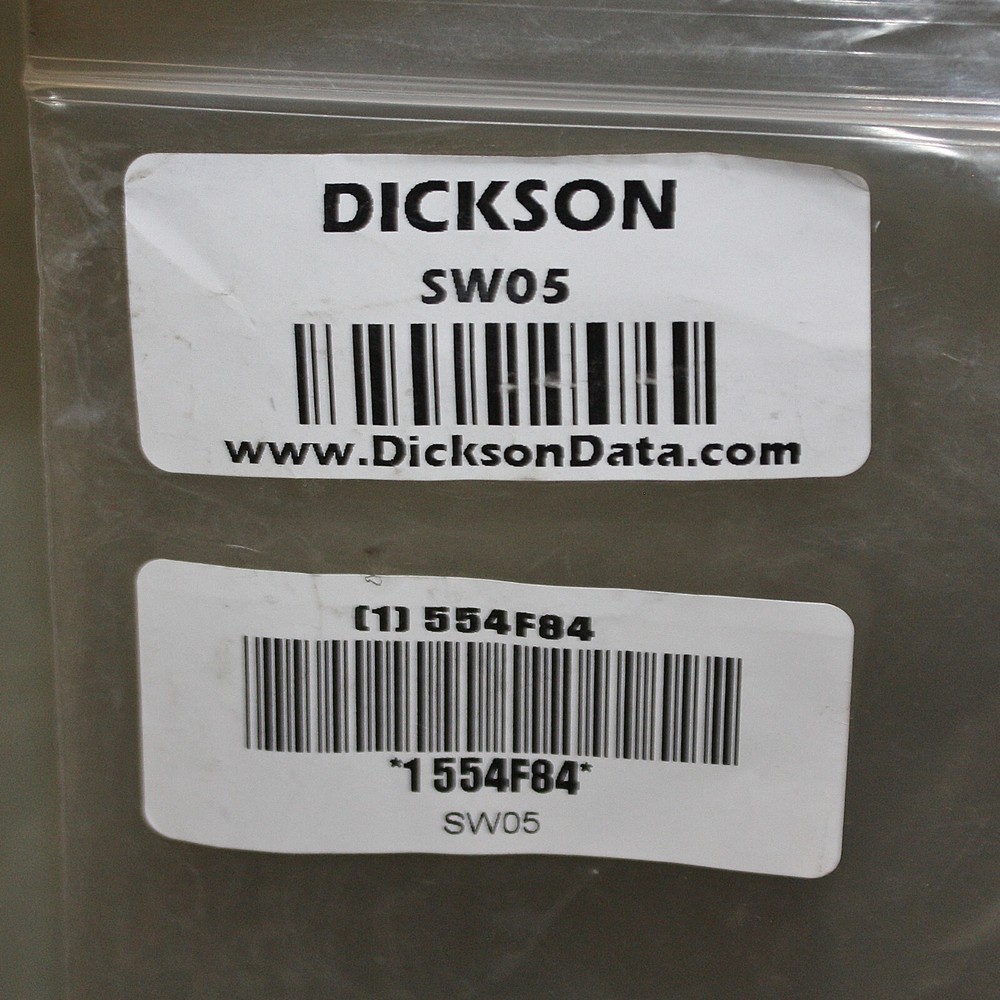 DICKSON
SW05
www.DicksonData.com
(1) 554F84
*1 554F84*
SW05